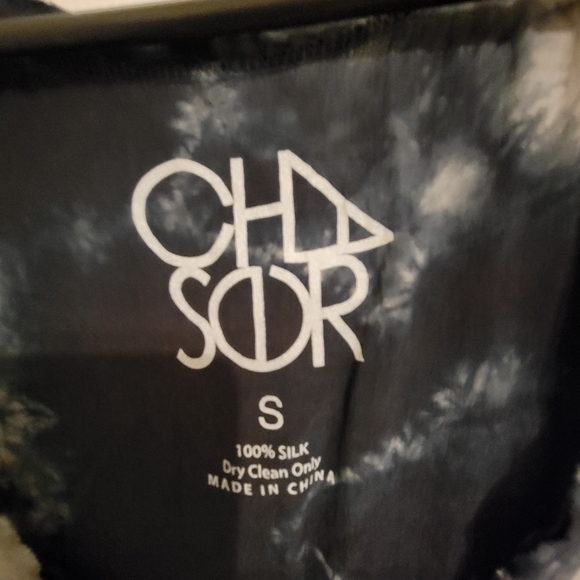 CHA
SER
S
100% SILK
Dry Clean Only
MADE IN CHINA